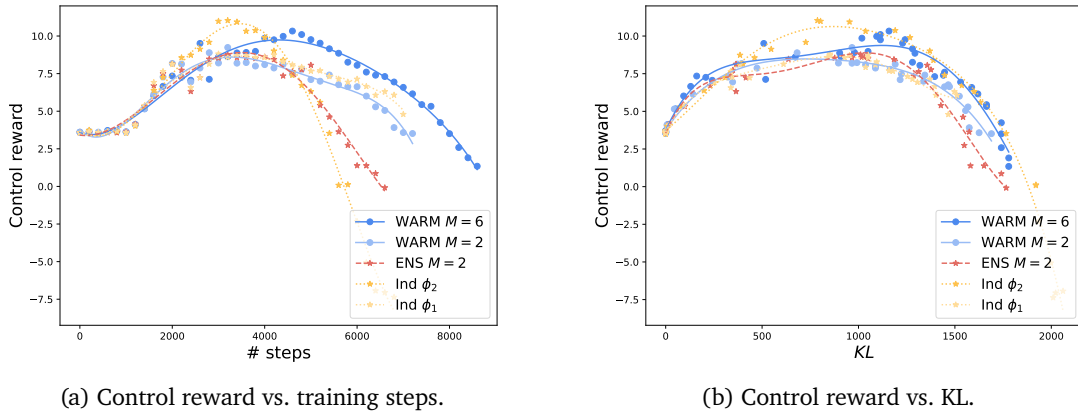 10.0
7.5
5.0
2.5
0.0
−2.5
−5.0
−7.5
Control reward
0
2000
4000
6000
8000
# steps
WARM M = 6
WARM M = 2
ENS M = 2
Ind ϕ₂
Ind ϕ₁
(a) Control reward vs. training steps.
10.0
7.5
5.0
2.5
0.0
−2.5
−5.0
−7.5
Control reward
0
500
1000
1500
2000
KL
WARM M = 6
WARM M = 2
ENS M = 2
Ind ϕ₂
Ind ϕ₁
(b) Control reward vs. KL.